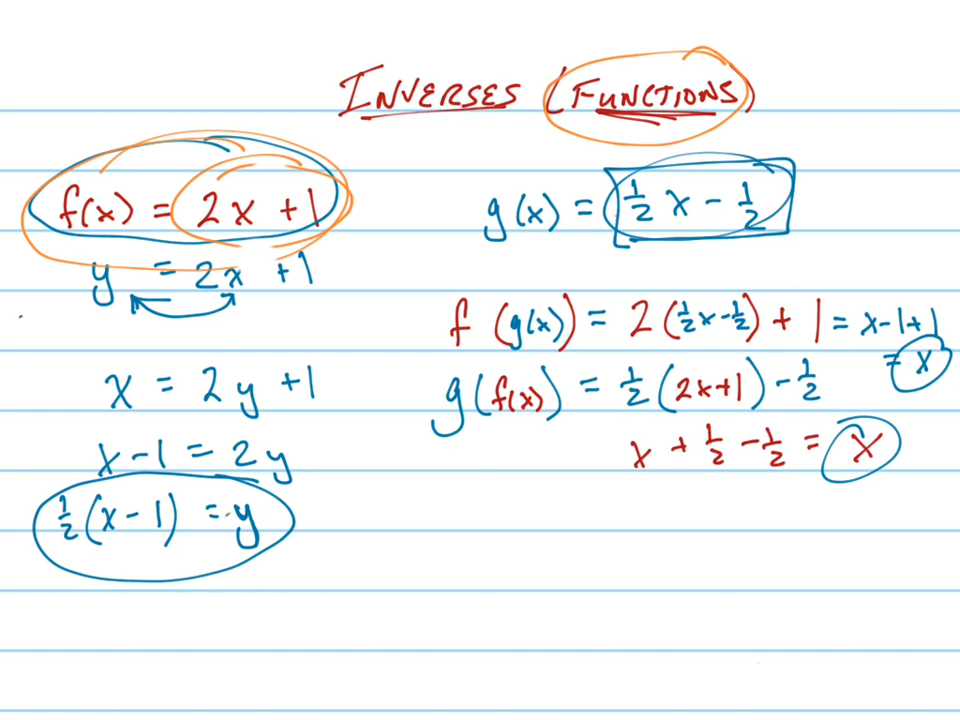 INVERSES (FUNCTIONS)
f(x) = 2x + 1
y = 2x + 1
x = 2y + 1
x - 1 = 2y
½(x - 1) = y
g(x) = ½x - ½
f(g(x)) = 2(½x - ½) + 1 = x - 1 + 1
= x
g(f(x)) = ½(2x + 1) - ½
x + ½ - ½ = x